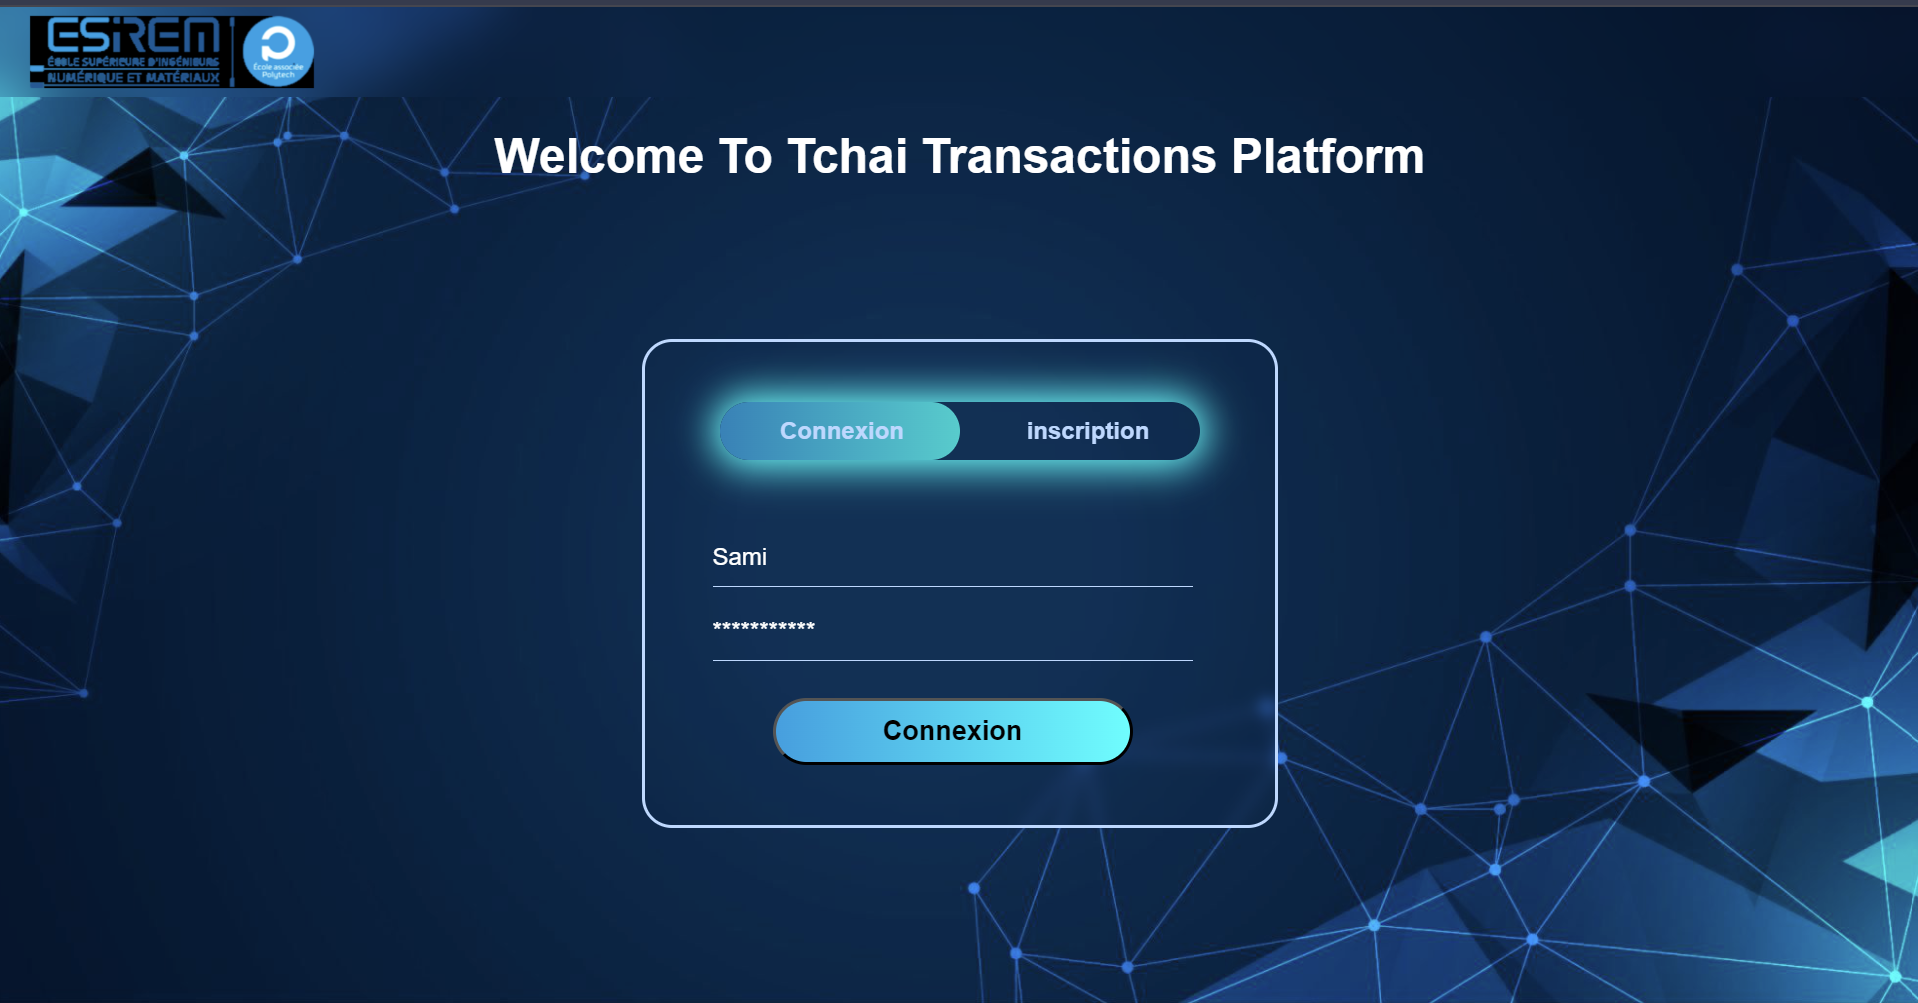 ESIREM
ÉCOLE SUPÉRIEURE D'INGÉNIEURS
NUMÉRIQUE ET MATÉRIAUX
École associée
Polytech
Welcome To Tchai Transactions Platform
Connexion
inscription
Sami
***********
Connexion